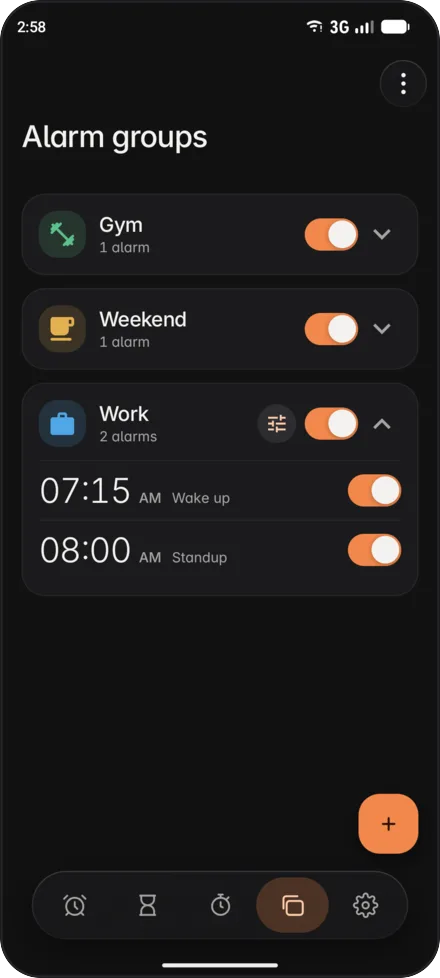 2:58 3G
Alarm groups
Gym
1 alarm
Weekend
1 alarm
Work
2 alarms
07:15 AM Wake up
08:00 AM Standup
+